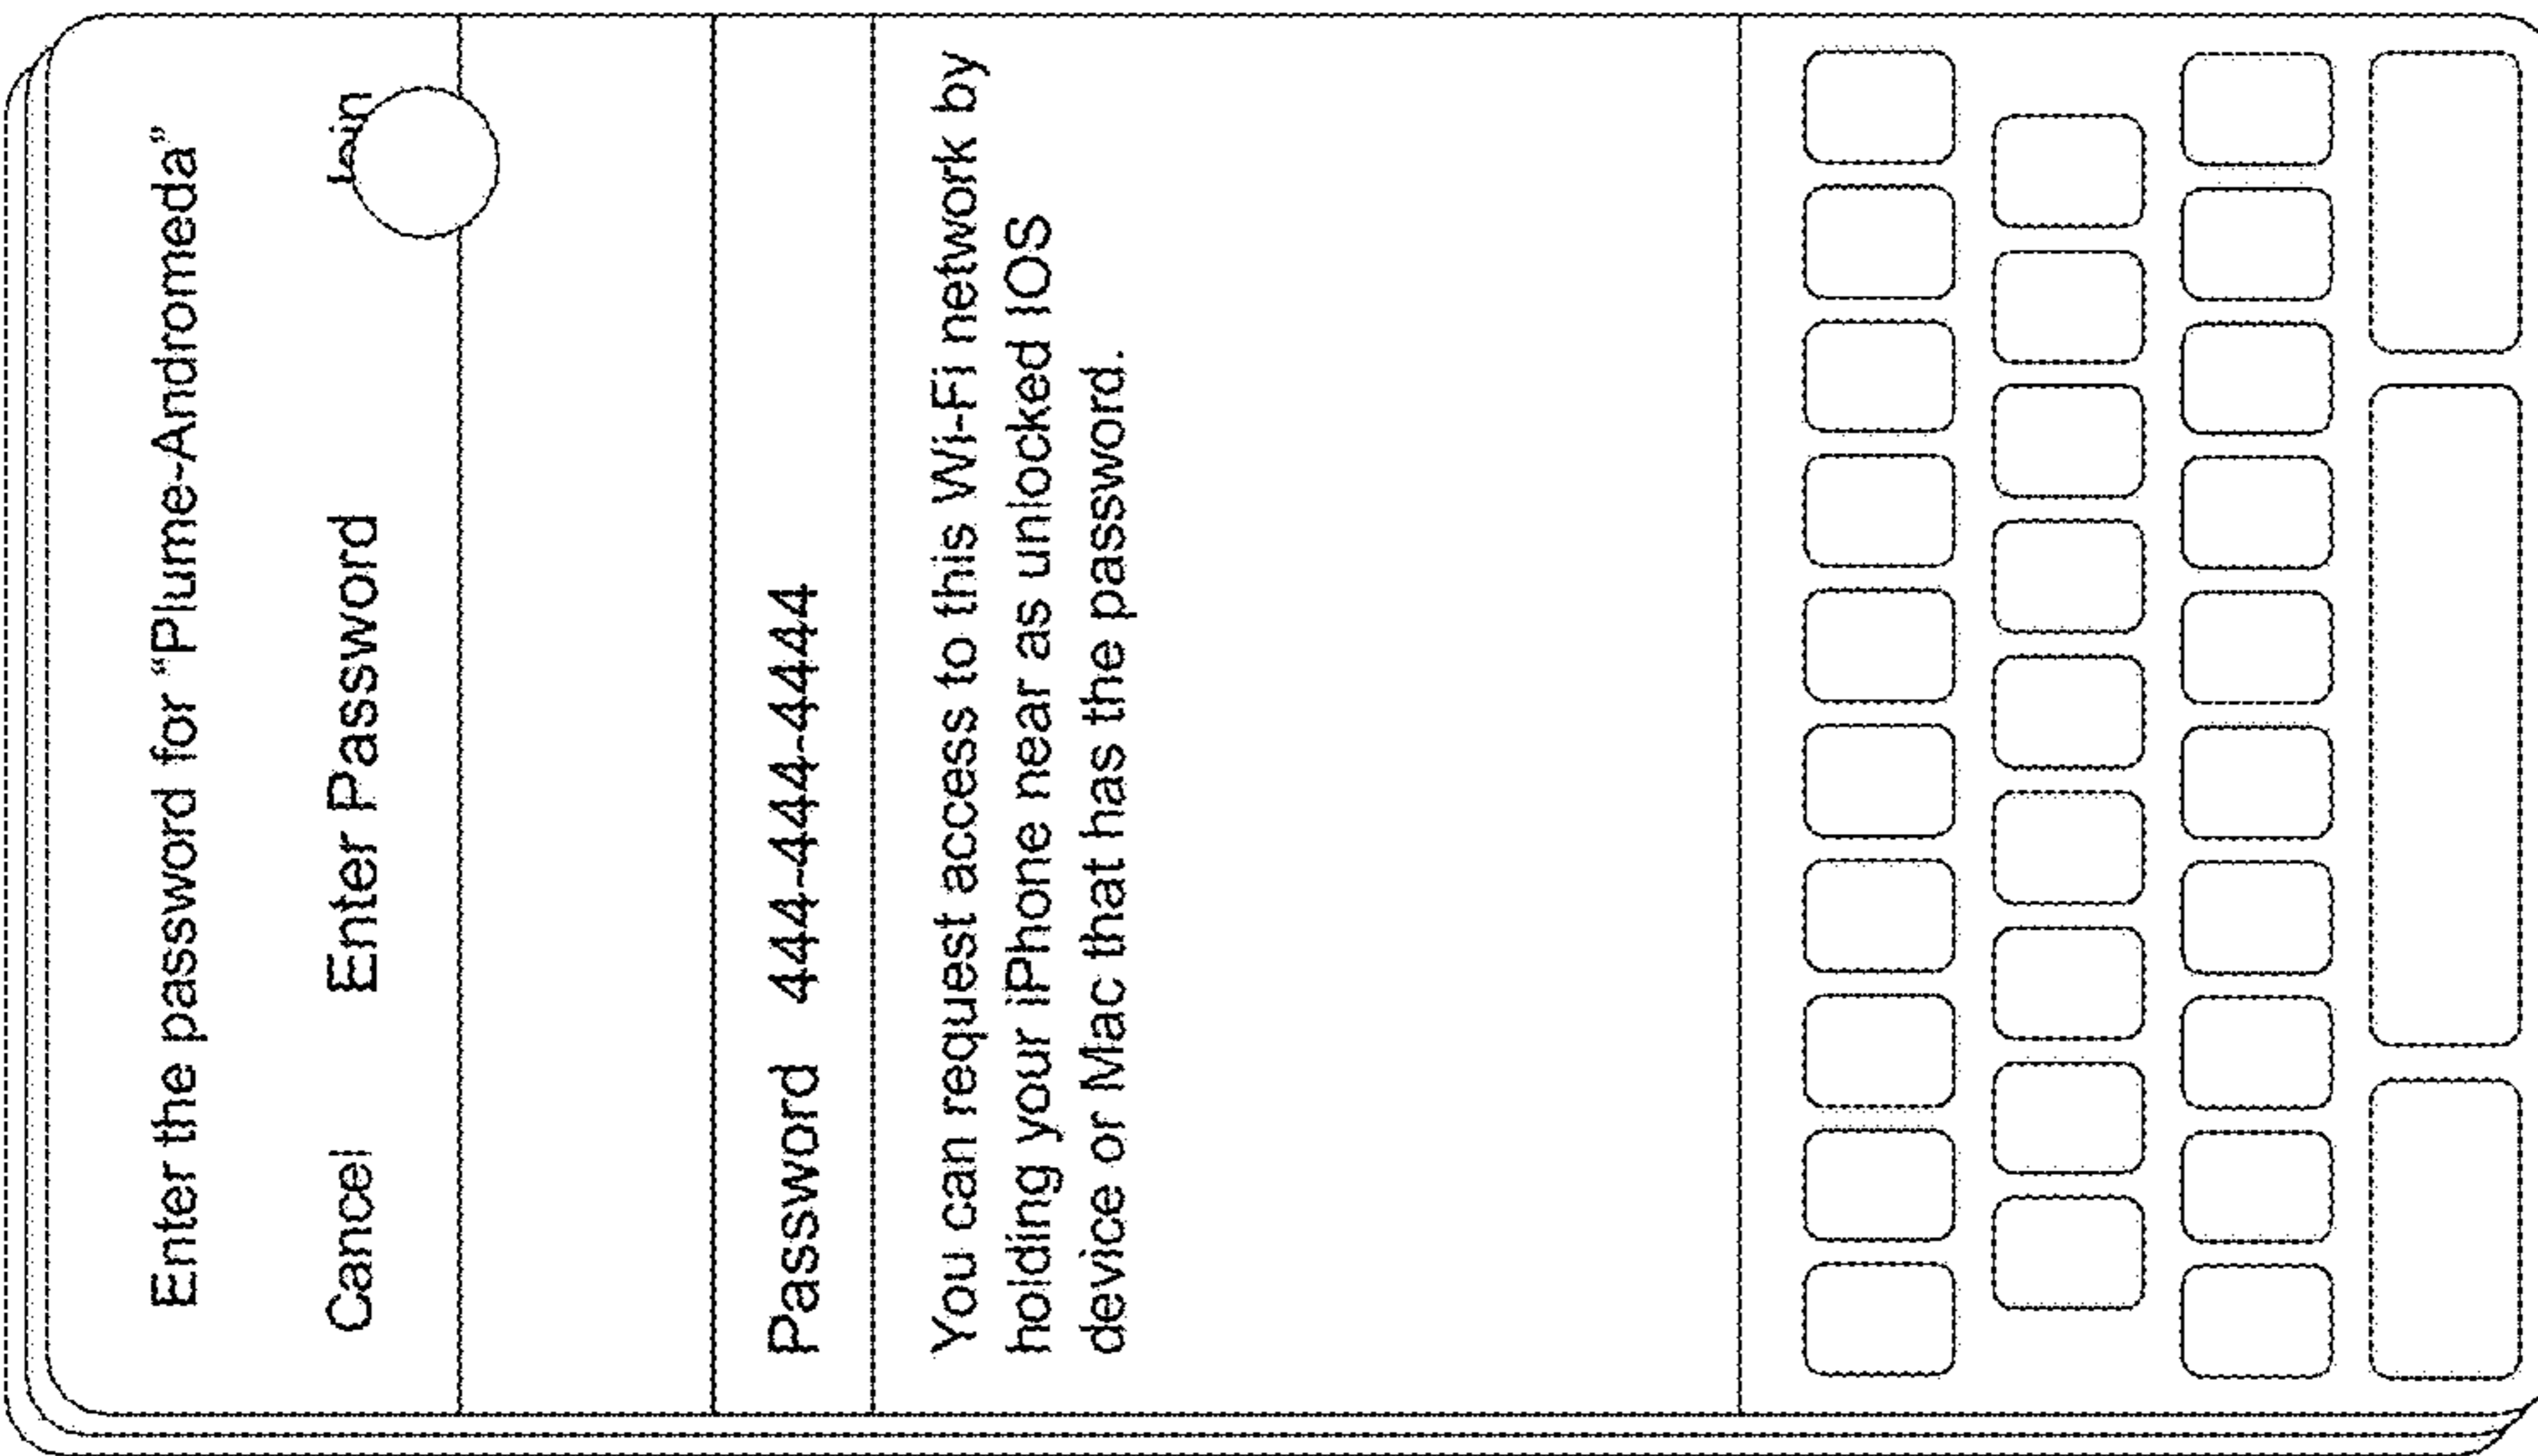 Enter the password for “Plume-Andromeda”
Cancel Enter Password Join
Password 444-444-4444
You can request access to this Wi-Fi network by
holding your iPhone near as unlocked IOS
device or Mac that has the password.